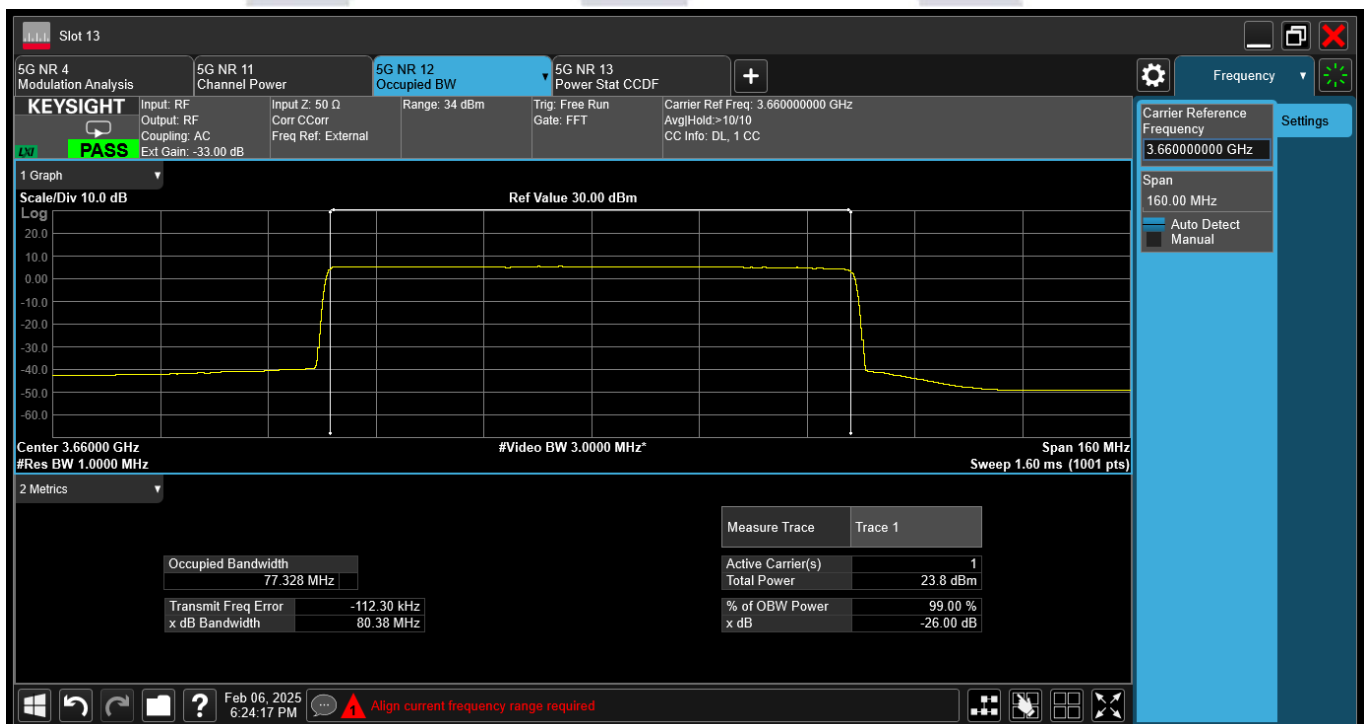 Slot 13
5G NR 4
Modulation Analysis
5G NR 11
Channel Power
5G NR 12
Occupied BW
5G NR 13
Power Stat CCDF
Frequency
KEYSIGHT
LXI
PASS
Input: RF
Output: RF
Coupling: AC
Ext Gain: -33.00 dB
Input Z: 50 Ω
Corr CCorr
Freq Ref: External
Range: 34 dBm
Trig: Free Run
Gate: FFT
Carrier Ref Freq: 3.660000000 GHz
Avg|Hold:>10/10
CC Info: DL, 1 CC
Carrier Reference
Frequency
3.660000000 GHz
Settings
Span
160.00 MHz
Auto Detect
Manual
1 Graph
Scale/Div 10.0 dB
Ref Value 30.00 dBm
Log
20.0
10.0
0.00
-10.0
-20.0
-30.0
-40.0
-50.0
-60.0
Center 3.66000 GHz
#Video BW 3.0000 MHz*
Span 160 MHz
#Res BW 1.0000 MHz
Sweep 1.60 ms (1001 pts)
2 Metrics
Measure Trace Trace 1
Occupied Bandwidth
77.328 MHz
Active Carrier(s) 1
Total Power 23.8 dBm
Transmit Freq Error -112.30 kHz
x dB Bandwidth 80.38 MHz
% of OBW Power 99.00 %
x dB -26.00 dB
?
Feb 06, 2025
6:24:17 PM
1
Align current frequency range required